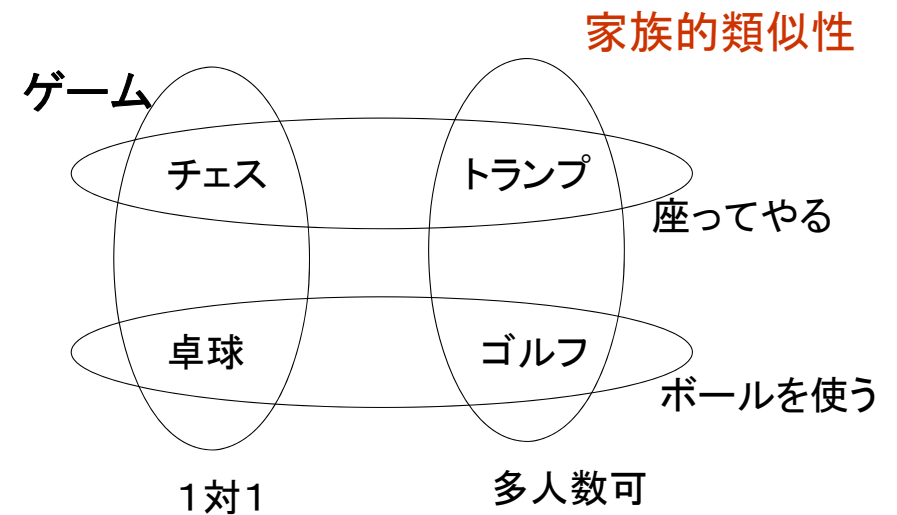 家族的類似性
ゲーム
チェス
トランプ
座ってやる
卓球
ゴルフ
ボールを使う
1対1
多人数可